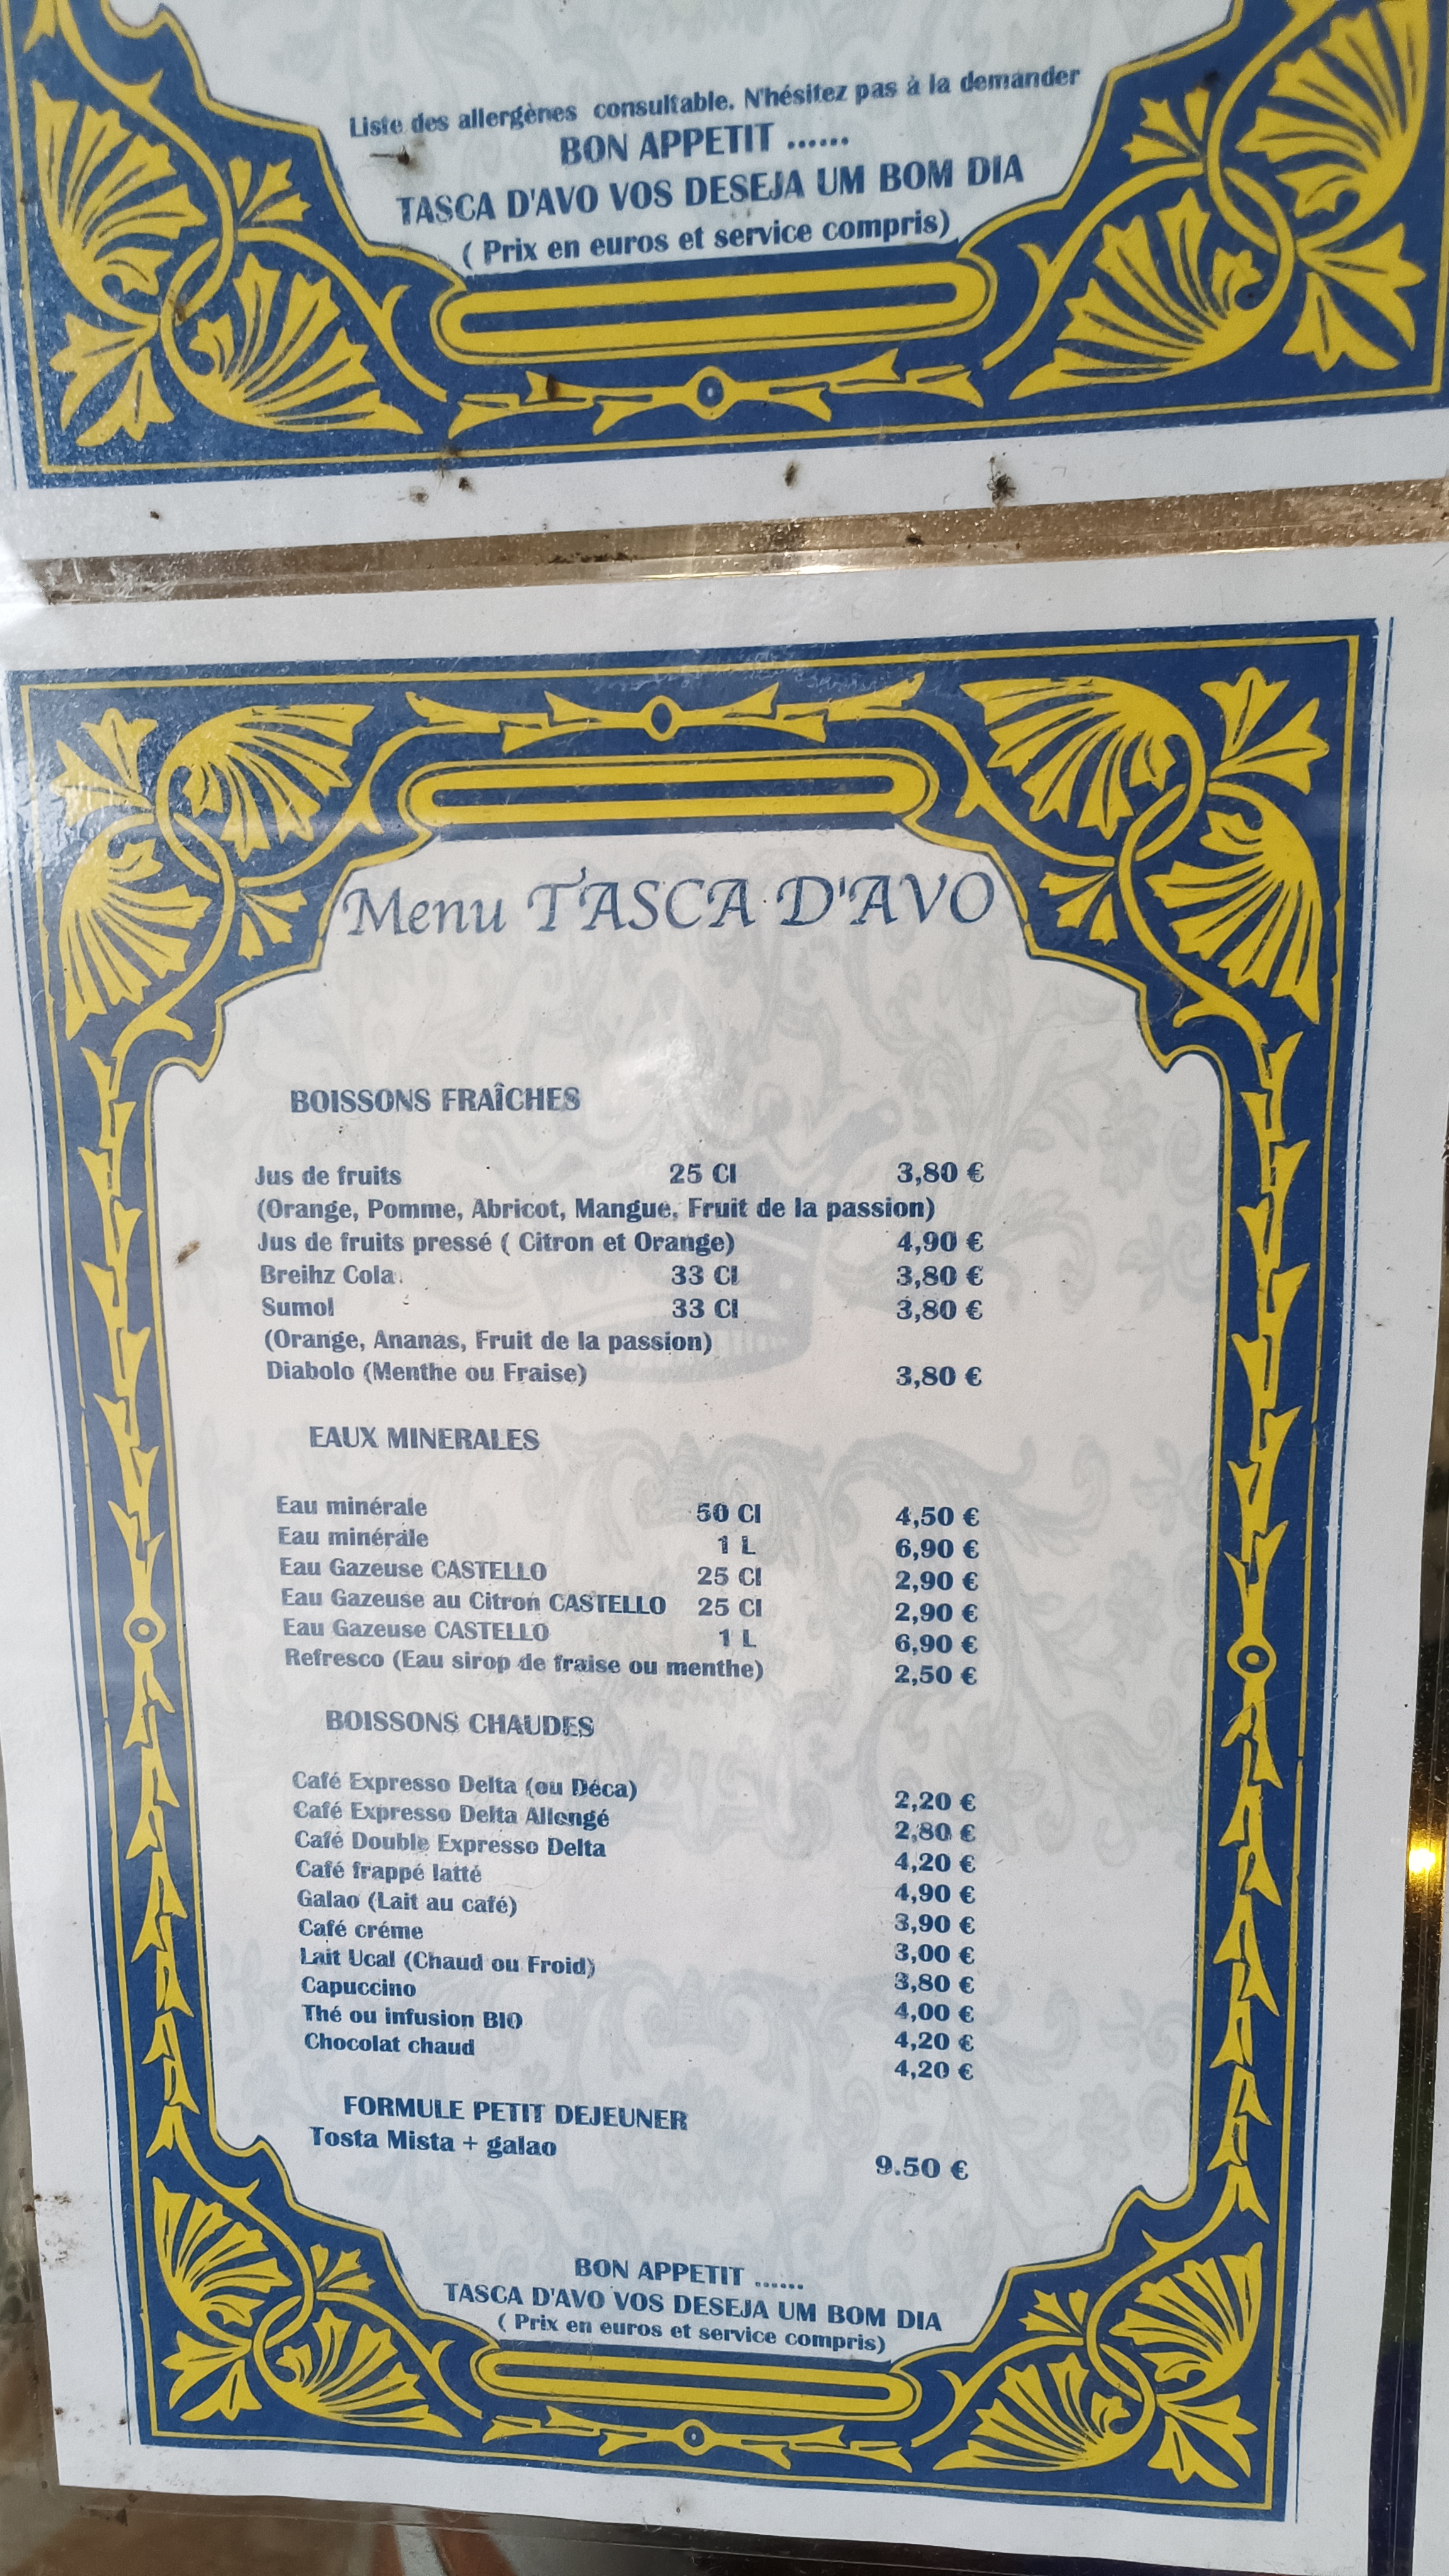 Liste des allergènes consultable. N'hésitez pas à la demander
BON APPETIT ......
TASCA D'AVO VOS DESEJA UM BOM DIA
( Prix en euros et service compris)
Menu TASCA D'AVO
BOISSONS FRAÎCHES
Jus de fruits 25 Cl 3,80 €
(Orange, Pomme, Abricot, Mangue, Fruit de la passion)
Jus de fruits pressé ( Citron et Orange) 4,90 €
Breihz Cola 33 Cl 3,80 €
Sumol 33 Cl 3,80 €
(Orange, Ananas, Fruit de la passion)
Diabolo (Menthe ou Fraise) 3,80 €
EAUX MINERALES
Eau minérale 50 Cl 4,50 €
Eau minérale 1 L 6,90 €
Eau Gazeuse CASTELLO 25 Cl 2,90 €
Eau Gazeuse au Citron CASTELLO 25 Cl 2,90 €
Eau Gazeuse CASTELLO 1 L 6,90 €
Refresco (Eau sirop de fraise ou menthe) 2,50 €
BOISSONS CHAUDES
Café Expresso Delta (ou Déca) 2,20 €
Café Expresso Delta Allongé 2,80 €
Café Double Expresso Delta 4,20 €
Café frappé latté 4,90 €
Galao (Lait au café) 3,90 €
Café créme 3,00 €
Lait Ucal (Chaud ou Froid) 3,80 €
Capuccino 4,00 €
Thé ou infusion BIO 4,20 €
Chocolat chaud 4,20 €
FORMULE PETIT DEJEUNER
Tosta Mista + galao 9.50 €
BON APPETIT ......
TASCA D'AVO VOS DESEJA UM BOM DIA
( Prix en euros et service compris)